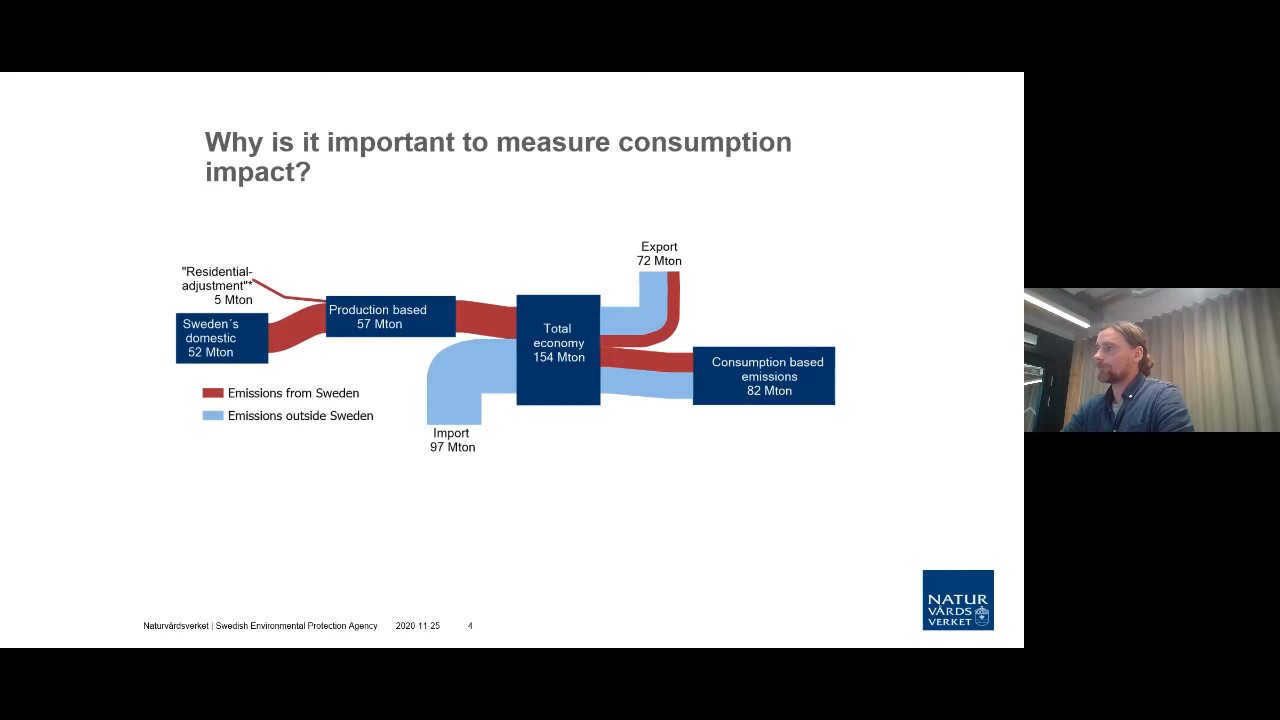 Why is it important to measure consumption
impact?
"Residential-
adjustment"*
5 Mton
Sweden´s
domestic
52 Mton
Production based
57 Mton
Total
economy
154 Mton
Export
72 Mton
Consumption based
emissions
82 Mton
Emissions from Sweden
Emissions outside Sweden
Import
97 Mton
Naturvårdsverket | Swedish Environmental Protection Agency 2020-11-25 4
NATUR
VÅRDS
VERKET